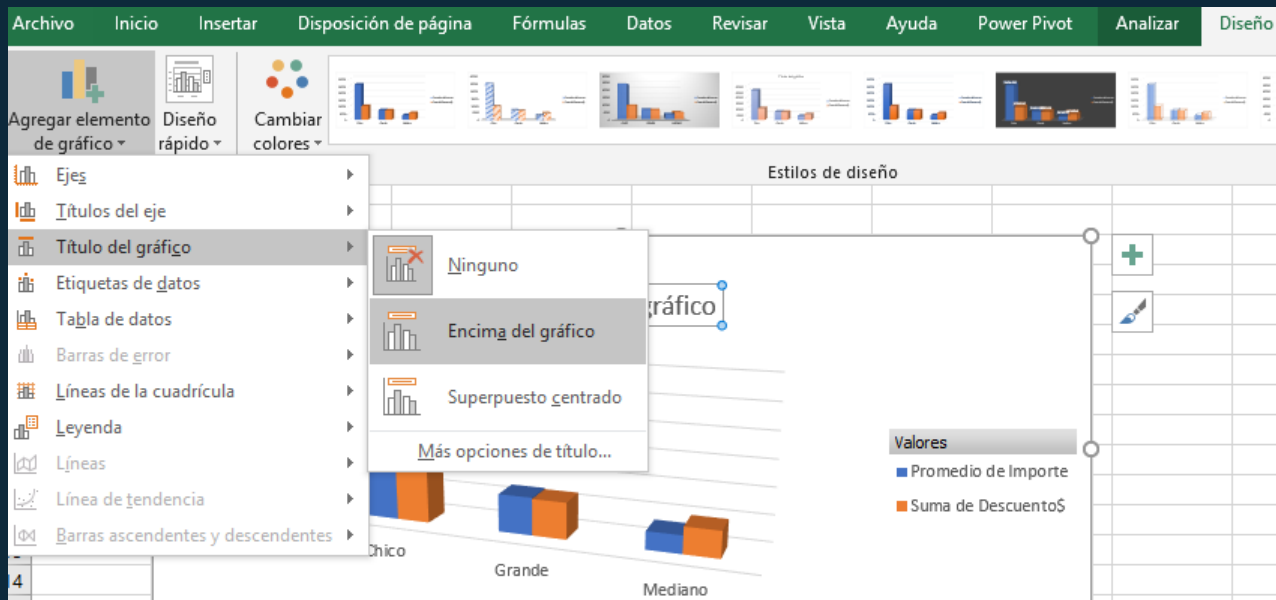 Archivo Inicio Insertar Disposición de página Fórmulas Datos Revisar Vista Ayuda Power Pivot Analizar Diseño
Agregar elemento de gráfico
Diseño rápido
Cambiar colores
Estilos de diseño
Ejes
Títulos del eje
Título del gráfico
Etiquetas de datos
Tabla de datos
Barras de error
Líneas de la cuadrícula
Leyenda
Líneas
Línea de tendencia
Barras ascendentes y descendentes
Ninguno
Encima del gráfico
Superpuesto centrado
Más opciones de título...
gráfico
Valores
Promedio de Importe
Suma de Descuento$
Chico
Grande
Mediano
14